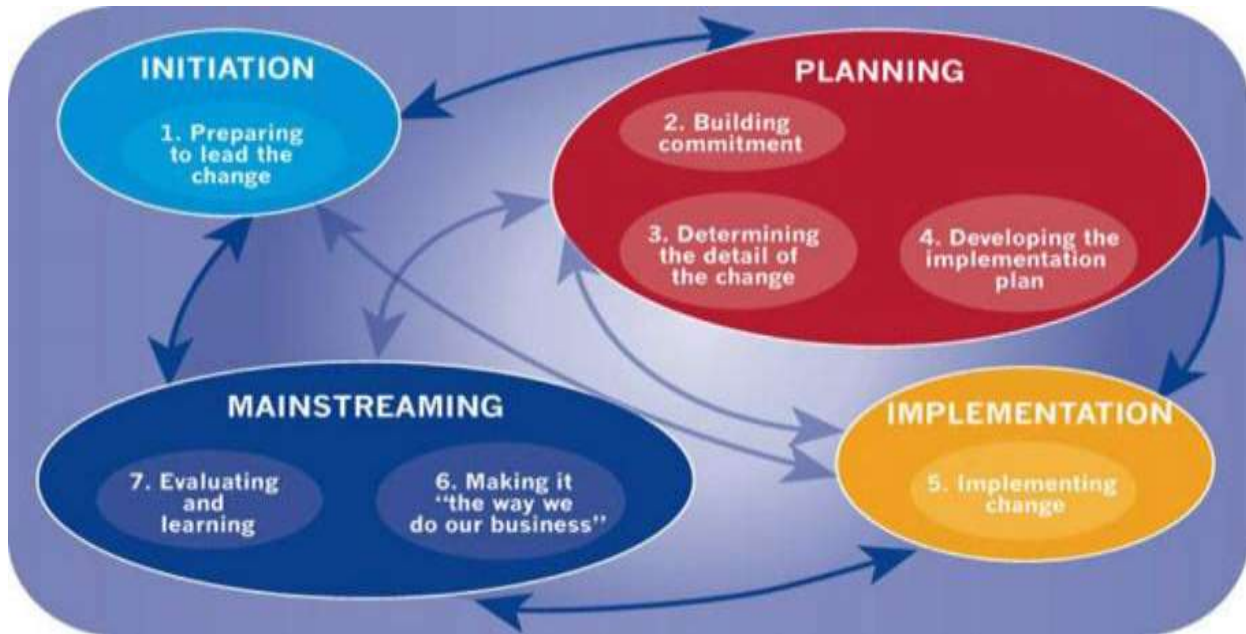 INITIATION
1. Preparing
to lead the
change
PLANNING
2. Building
commitment
3. Determining
the detail of
the change
4. Developing the
implementation
plan
IMPLEMENTATION
5. Implementing
change
MAINSTREAMING
7. Evaluating
and
learning
6. Making it
“the way we
do our business”